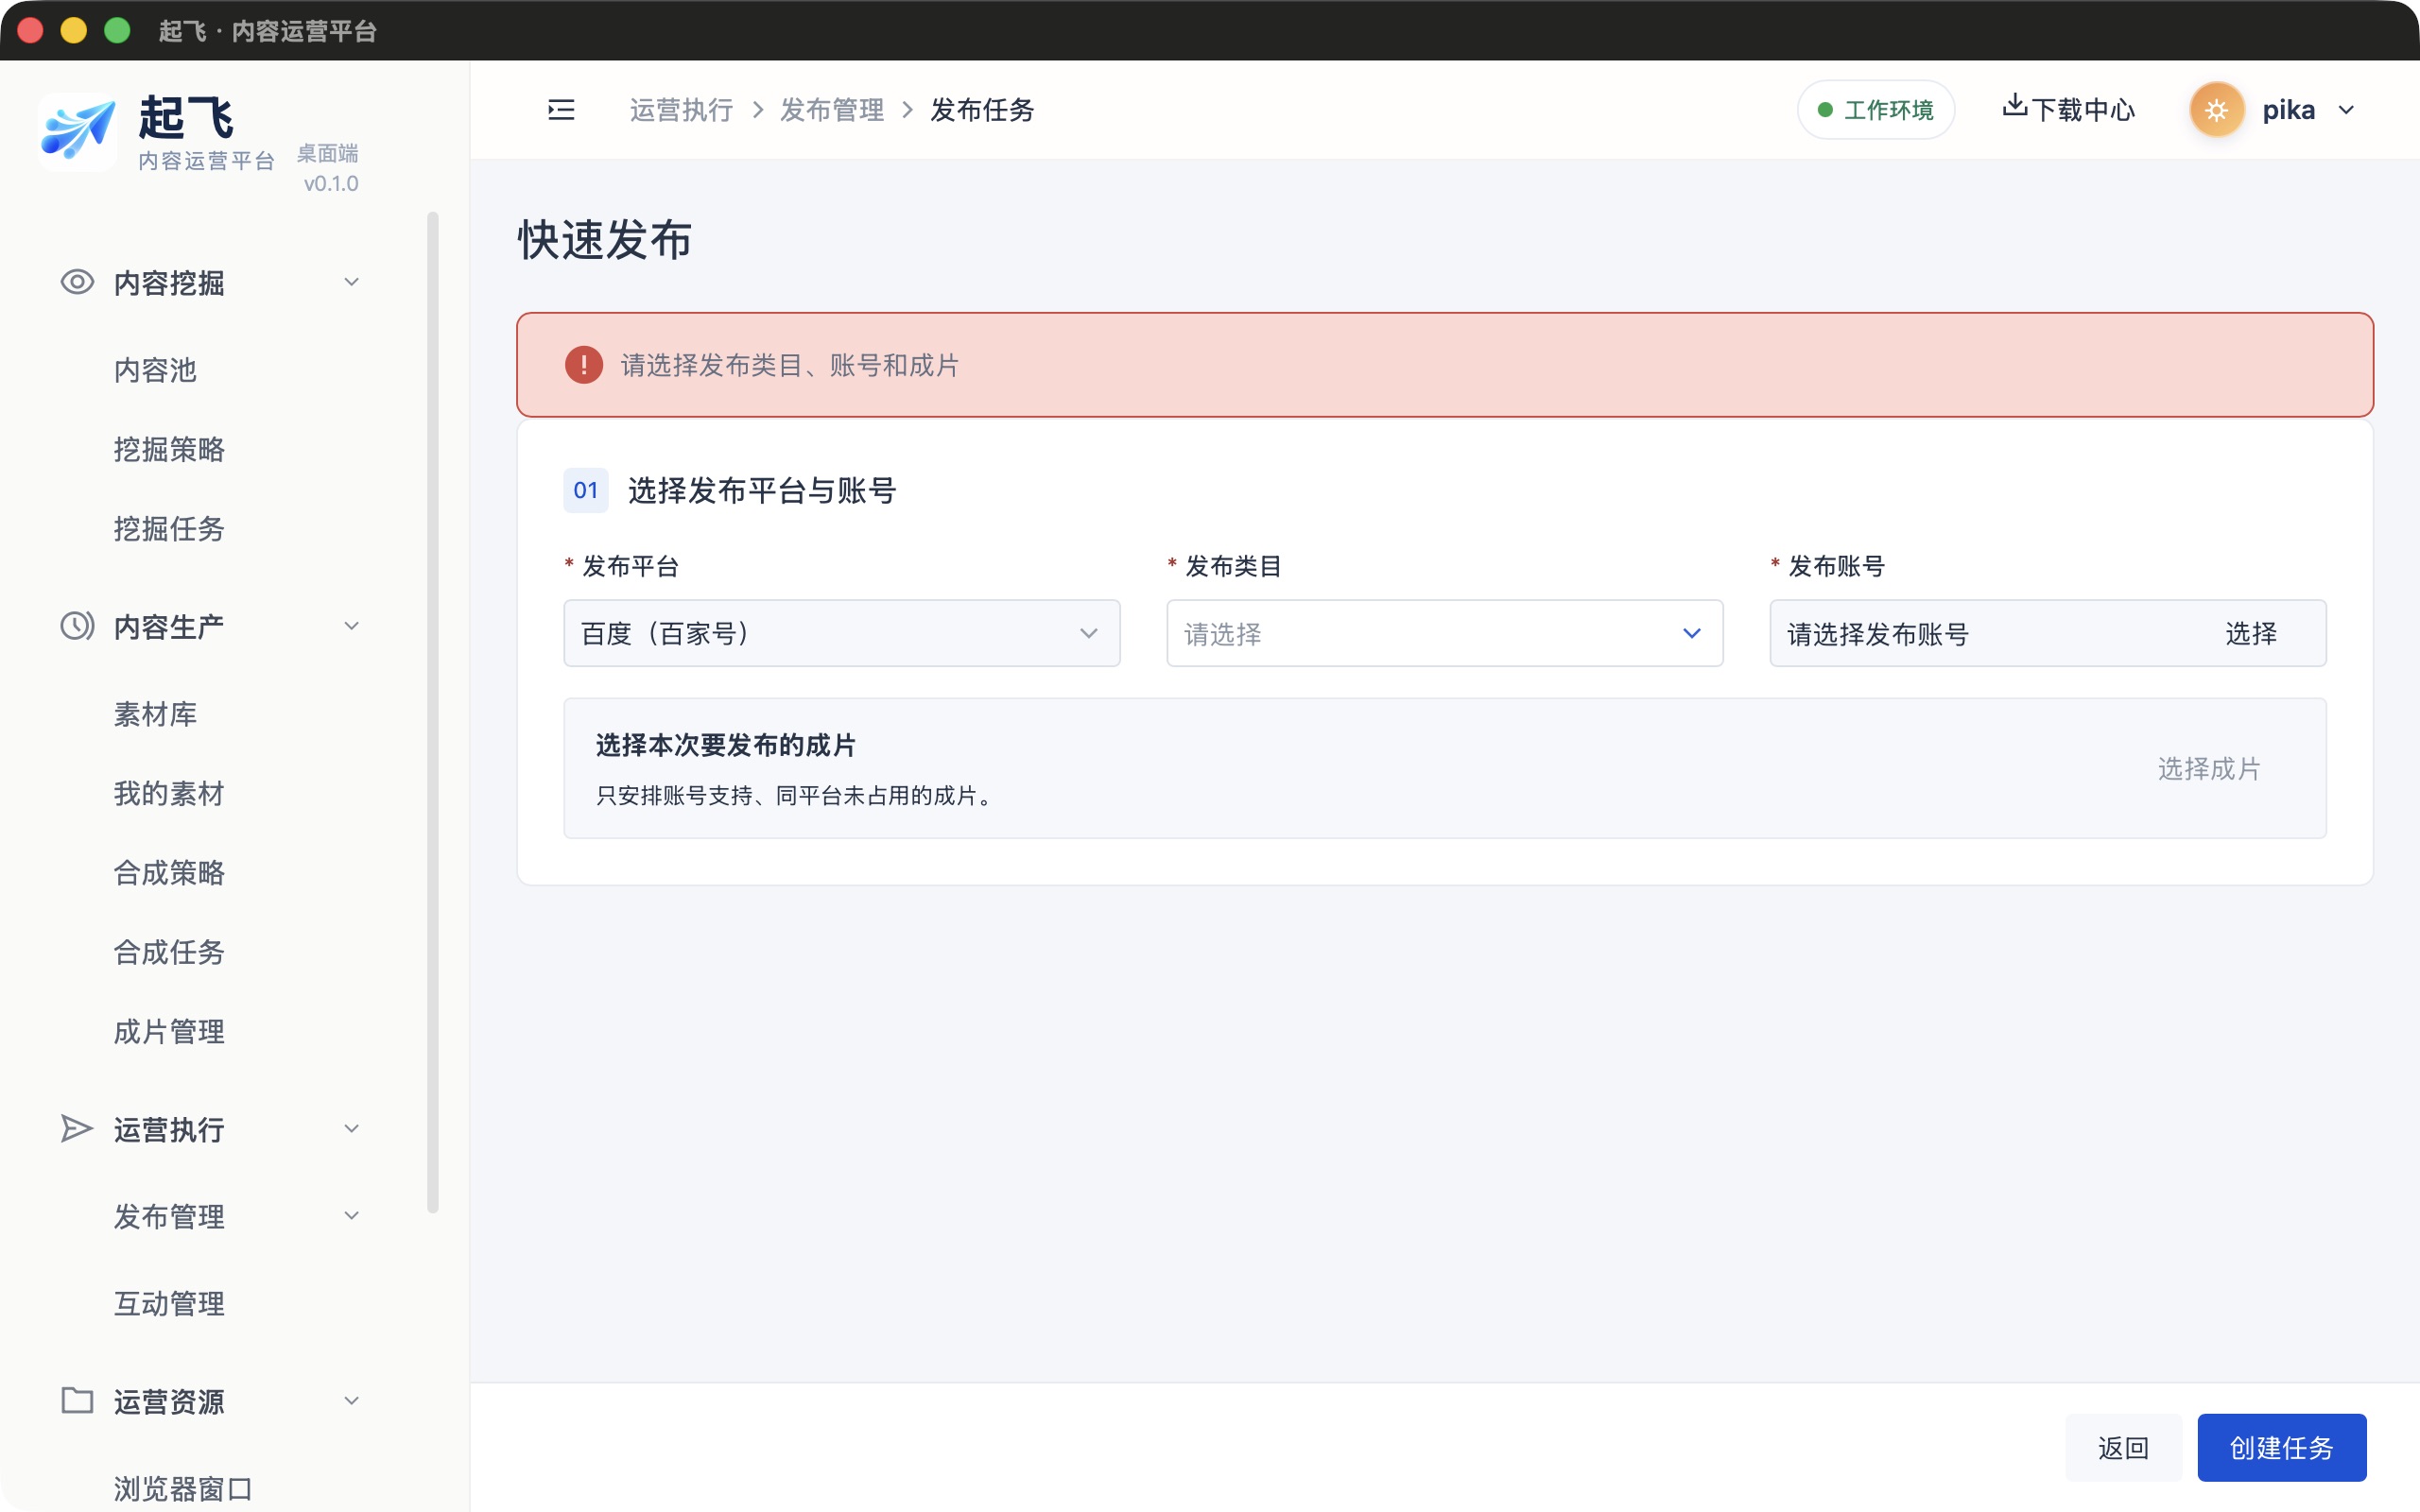 起飞 · 内容运营平台
起飞
内容运营平台
桌面端
v0.1.0
内容挖掘
内容池
挖掘策略
挖掘任务
内容生产
素材库
我的素材
合成策略
合成任务
成片管理
运营执行
发布管理
互动管理
运营资源
浏览器窗口
运营执行 > 发布管理 > 发布任务
工作环境
下载中心
pika
快速发布
请选择发布类目、账号和成片
01 选择发布平台与账号
* 发布平台
百度（百家号）
* 发布类目
请选择
* 发布账号
请选择发布账号 选择
选择本次要发布的成片
只安排账号支持、同平台未占用的成片。
选择成片
返回
创建任务